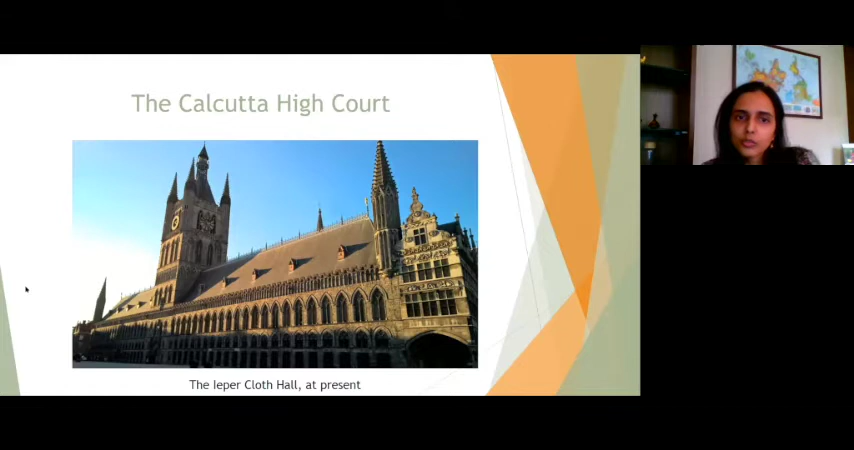 The Calcutta High Court
The Ieper Cloth Hall, at present